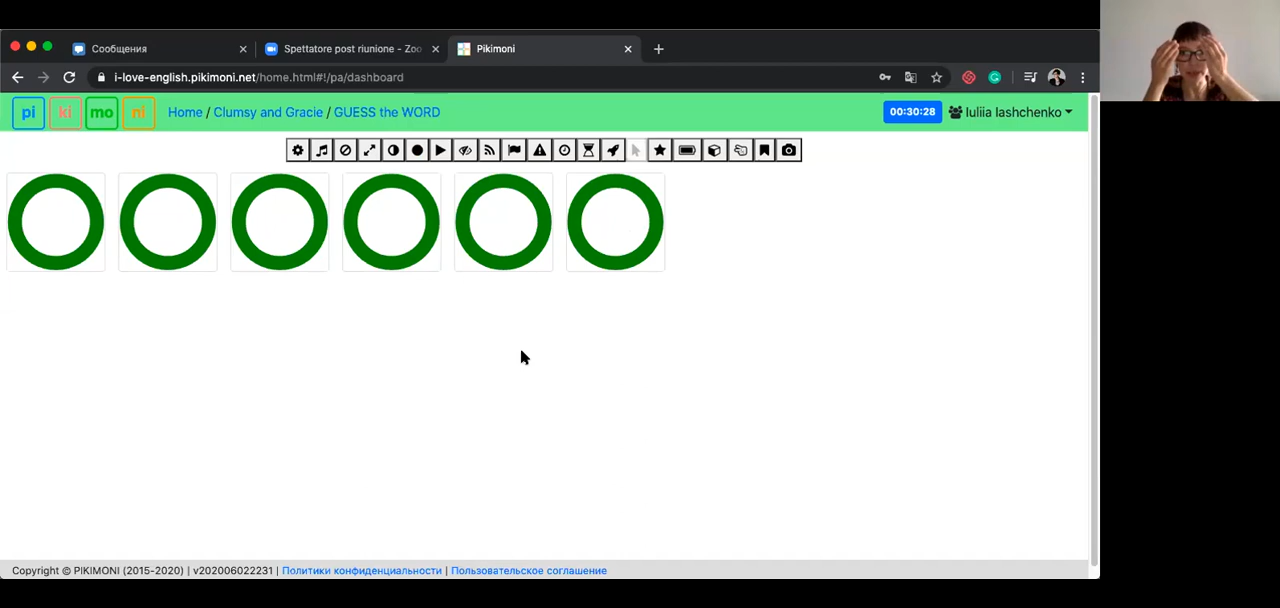 Сообщения
Spettatore post riunione - Zoo
Pikimoni
i-love-english.pikimoni.net/home.html#!/pa/dashboard
pi ki mo ni Home / Clumsy and Gracie / GUESS the WORD 00:30:28 Iuliia Iashchenko
Copyright © PIKIMONI (2015-2020) | v202006022231 | Политики конфиденциальности | Пользовательское соглашение